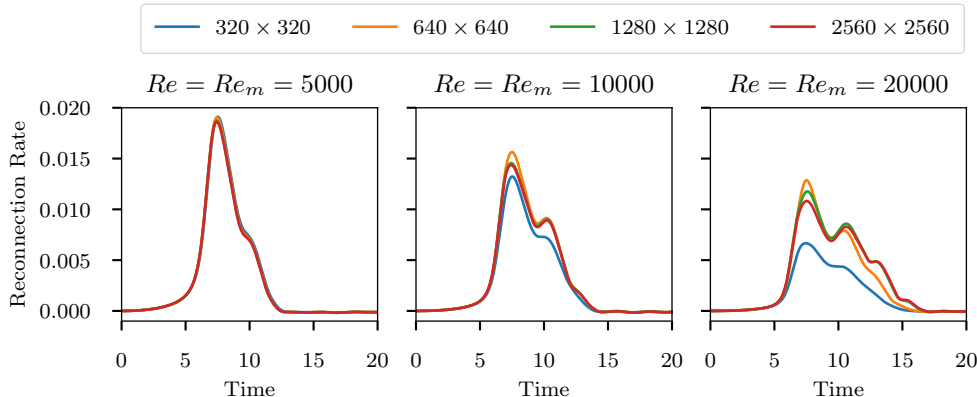 320 × 320 640 × 640 1280 × 1280 2560 × 2560
Re = Re_m = 5000 Re = Re_m = 10000 Re = Re_m = 20000
Reconnection Rate
0.020
0.015
0.010
0.005
0.000
0 5 10 15 20 0 5 10 15 20 0 5 10 15 20
Time Time Time